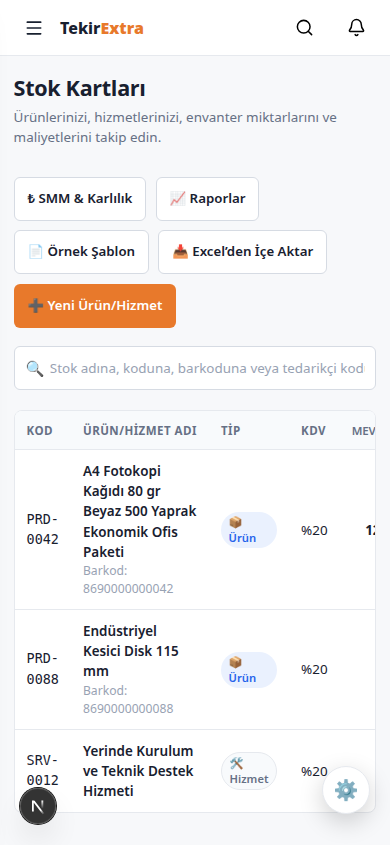 TekirExtra
Stok Kartları
Ürünlerinizi, hizmetlerinizi, envanter miktarlarını ve
maliyetlerini takip edin.
₺ SMM & Karlılık
📈 Raporlar
📄 Örnek Şablon
📥 Excel'den İçe Aktar
➕ Yeni Ürün/Hizmet
🔍 Stok adına, koduna, barkoduna veya tedarikçi kodu
KOD ÜRÜN/HİZMET ADI TİP KDV MEV
PRD-
0042
A4 Fotokopi
Kağıdı 80 gr
Beyaz 500 Yaprak
Ekonomik Ofis
Paketi
Barkod:
8690000000042
📦
Ürün
%20
PRD-
0088
Endüstriyel
Kesici Disk 115
mm
Barkod:
8690000000088
📦
Ürün
%20
SRV-
0012
Yerinde Kurulum
ve Teknik Destek
Hizmeti
🛠️
Hizmet
%20
N